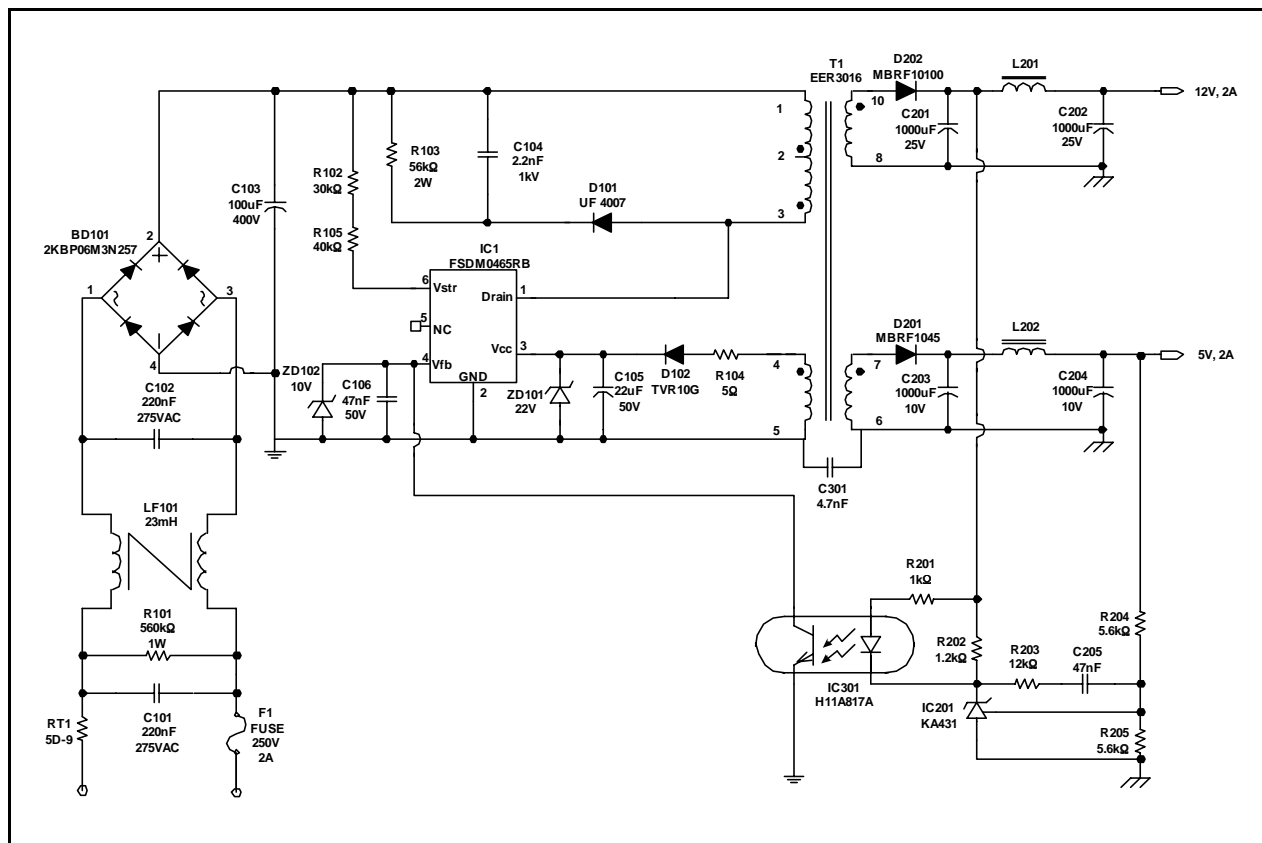 T1
EER3016
D202
MBRF10100
L201
1
10
12V, 2A
R103
56kΩ
2W
C104
2.2nF
1kV
C201
1000uF
25V
C202
1000uF
25V
2
8
R102
30kΩ
C103
100uF
400V
D101
UF 4007
3
BD101
2KBP06M3N257
2
R105
40kΩ
IC1
FSDM0465RB
6
Vstr
Drain
1
1
3
5
NC
Vcc
3
4
Vfb
GND
2
4
D201
MBRF1045
L202
5V, 2A
C102
220nF
275VAC
ZD102
10V
C106
47nF
50V
ZD101
22V
C105
22uF
50V
D102
TVR10G
R104
5Ω
4
7
C203
1000uF
10V
C204
1000uF
10V
5
6
C301
4.7nF
LF101
23mH
R101
560kΩ
1W
R201
1kΩ
R202
1.2kΩ
R203
12kΩ
C205
47nF
R204
5.6kΩ
IC301
H11A817A
IC201
KA431
R205
5.6kΩ
RT1
5D-9
C101
220nF
275VAC
F1
FUSE
250V
2A